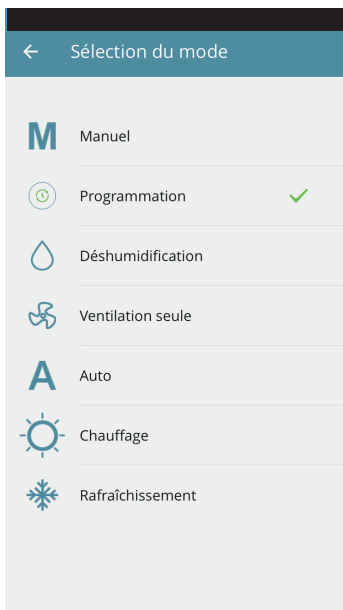 Sélection du mode
M Manuel
Programmation
Déshumidification
Ventilation seule
A Auto
Chauffage
Rafraîchissement